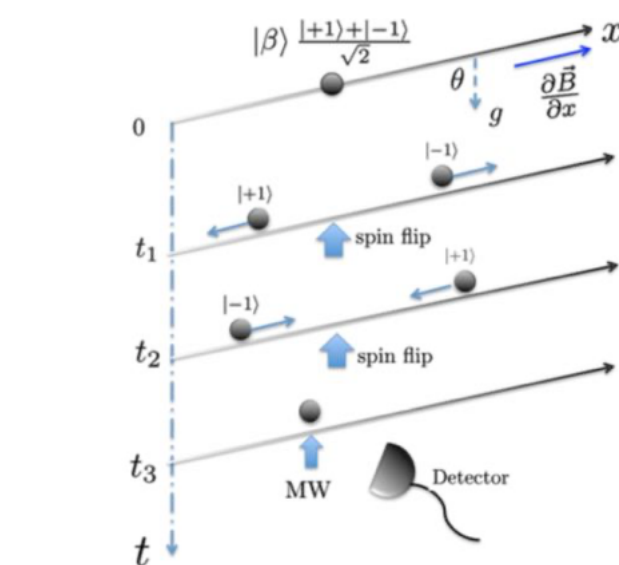 |β⟩ |+1⟩+|−1⟩ / √2
x
θ
g
∂B⃗ / ∂x
0
|−1⟩
|+1⟩
t₁
spin flip
|+1⟩
|−1⟩
t₂
spin flip
t₃
MW
Detector
t